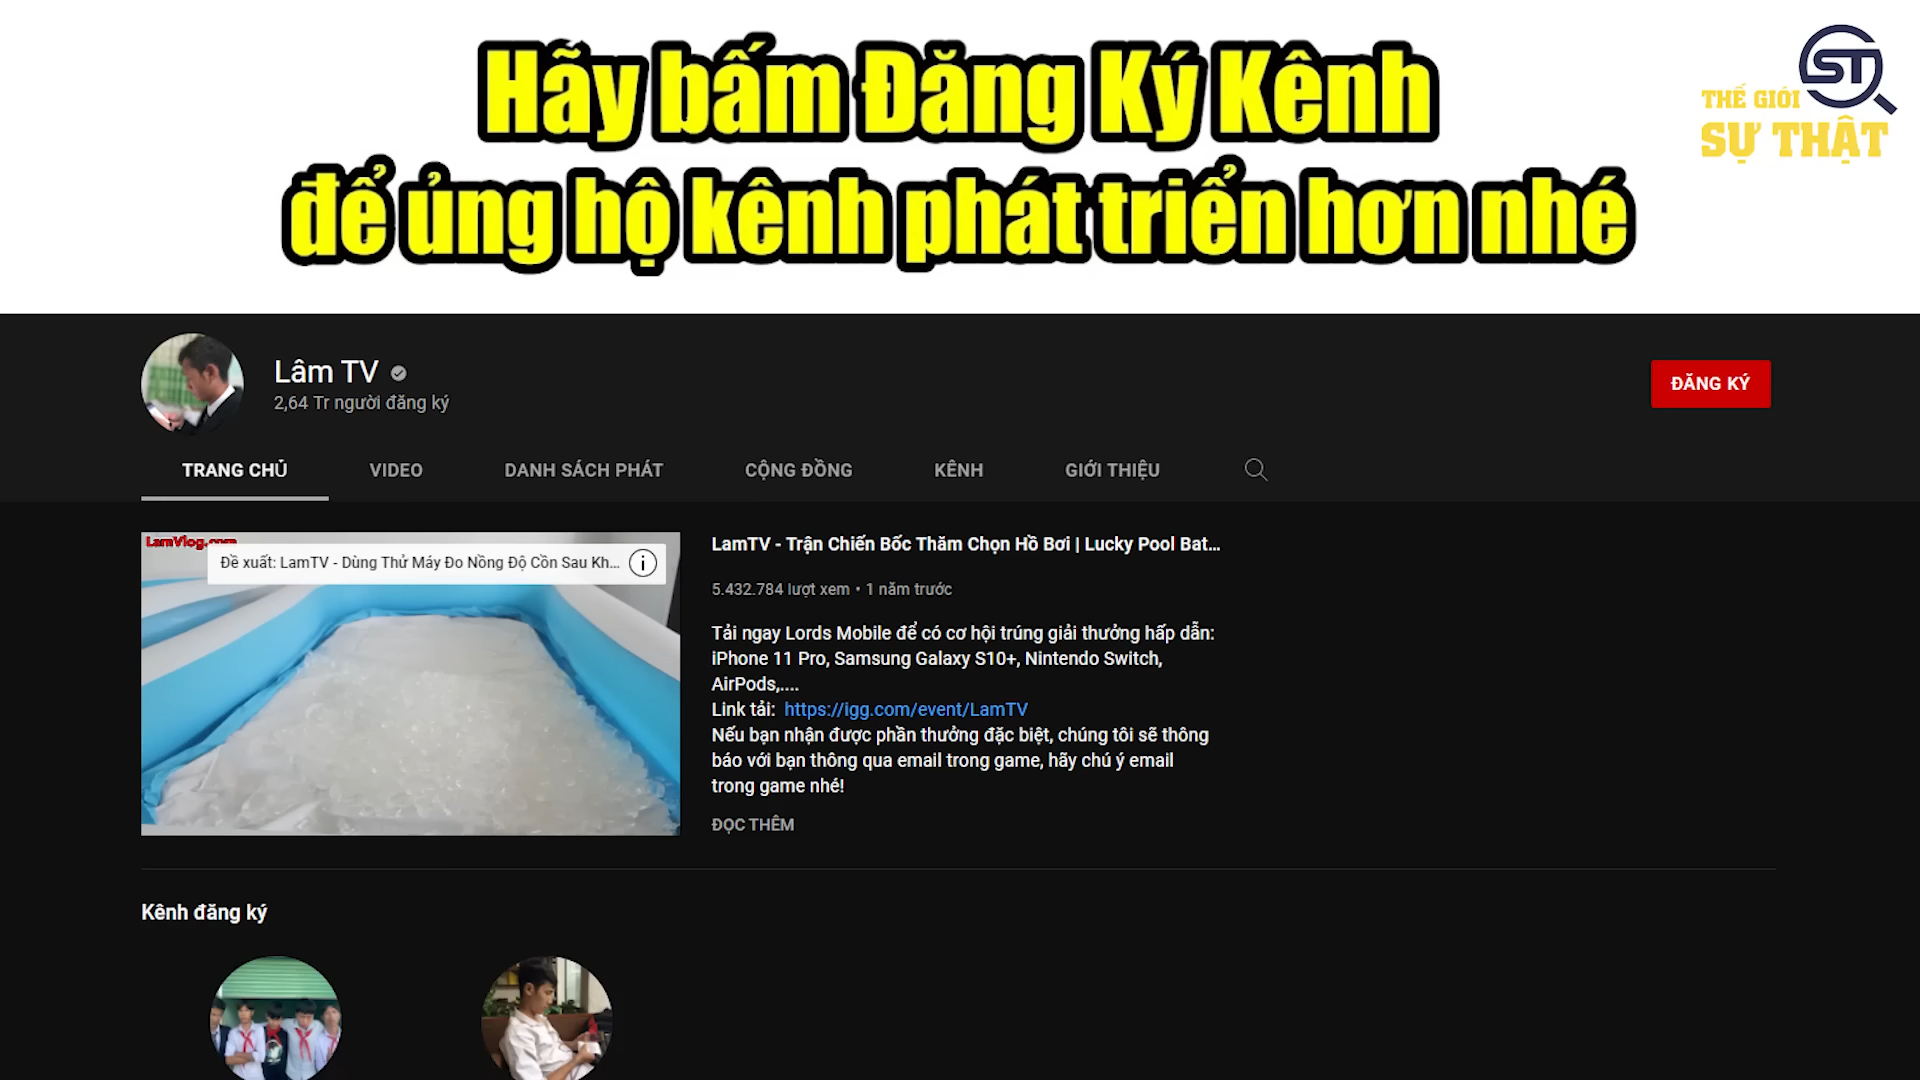 Hãy bấm Đăng Ký Kênh
để ủng hộ kênh phát triển hơn nhé
ST
THẾ GIỚI
SỰ THẬT
Lâm TV
2,64 Tr người đăng ký
ĐĂNG KÝ
TRANG CHỦ VIDEO DANH SÁCH PHÁT CỘNG ĐỒNG KÊNH GIỚI THIỆU
LamVlog.com
Đề xuất: LamTV - Dùng Thử Máy Đo Nồng Độ Cồn Sau Kh...
LamTV - Trận Chiến Bốc Thăm Chọn Hồ Bơi | Lucky Pool Bat...
5.432.784 lượt xem • 1 năm trước
Tải ngay Lords Mobile để có cơ hội trúng giải thưởng hấp dẫn:
iPhone 11 Pro, Samsung Galaxy S10+, Nintendo Switch,
AirPods,....
Link tải: https://igg.com/event/LamTV
Nếu bạn nhận được phần thưởng đặc biệt, chúng tôi sẽ thông
báo với bạn thông qua email trong game, hãy chú ý email
trong game nhé!
ĐỌC THÊM
Kênh đăng ký